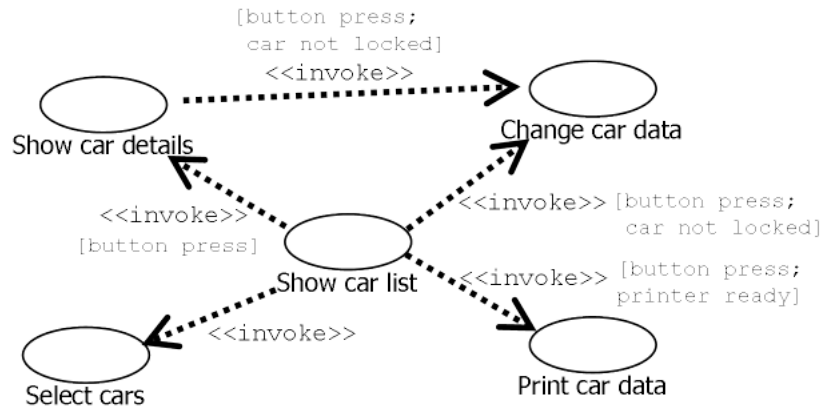 [button press;
car not locked]
<<invoke>>
Show car details
Change car data
<<invoke>>
[button press]
<<invoke>> [button press;
car not locked]
Show car list
<<invoke>> [button press;
printer ready]
<<invoke>>
Select cars
Print car data